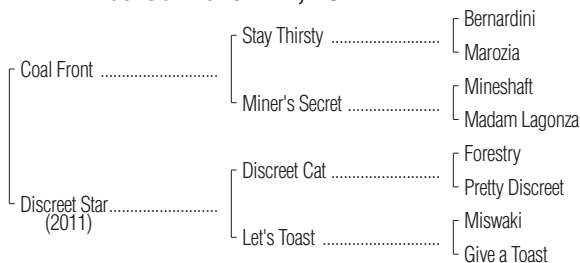 Bernardini
Stay Thirsty
Marozia
Coal Front
Mineshaft
Miner's Secret
Madam Lagonza
Forestry
Discreet Cat
Pretty Discreet
Discreet Star
(2011)
Miswaki
Let's Toast
Give a Toast